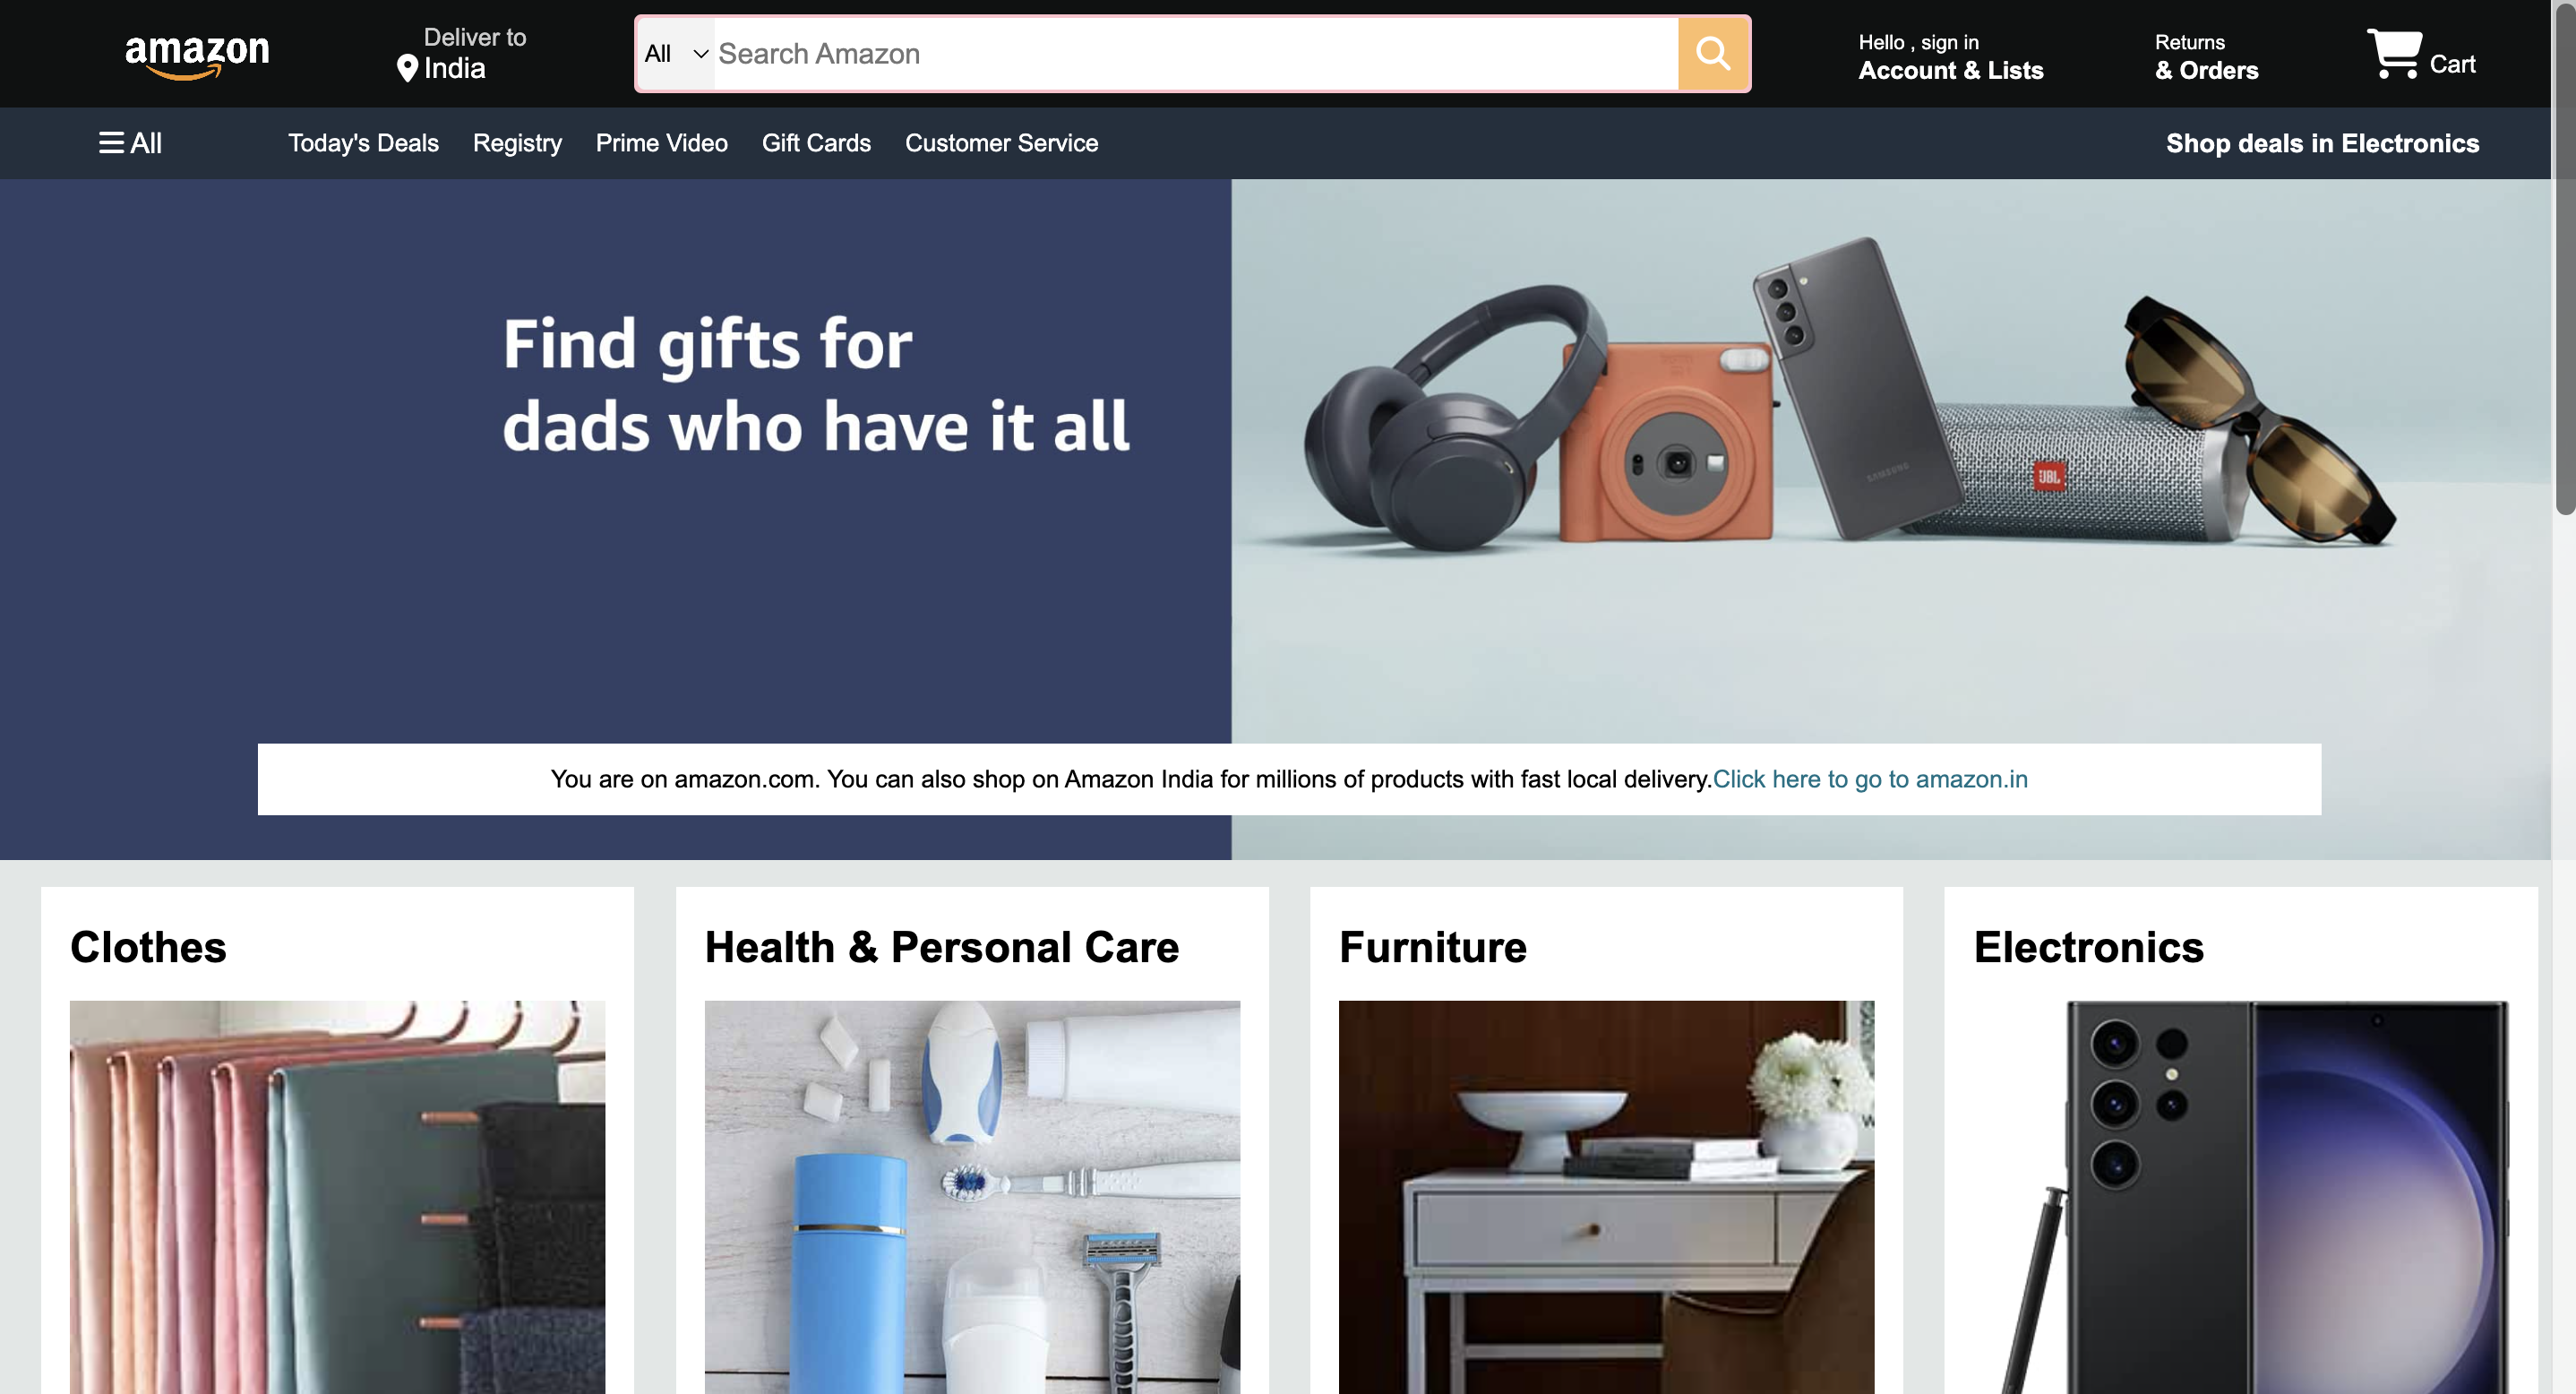 amazon
Deliver to
India
All
Search Amazon
Hello , sign in
Account & Lists
Returns
& Orders
Cart
All
Today's Deals
Registry
Prime Video
Gift Cards
Customer Service
Shop deals in Electronics
Find gifts for
dads who have it all
SAMSUNG
JBL
You are on amazon.com. You can also shop on Amazon India for millions of products with fast local delivery.Click here to go to amazon.in
Clothes
Health & Personal Care
Furniture
Electronics